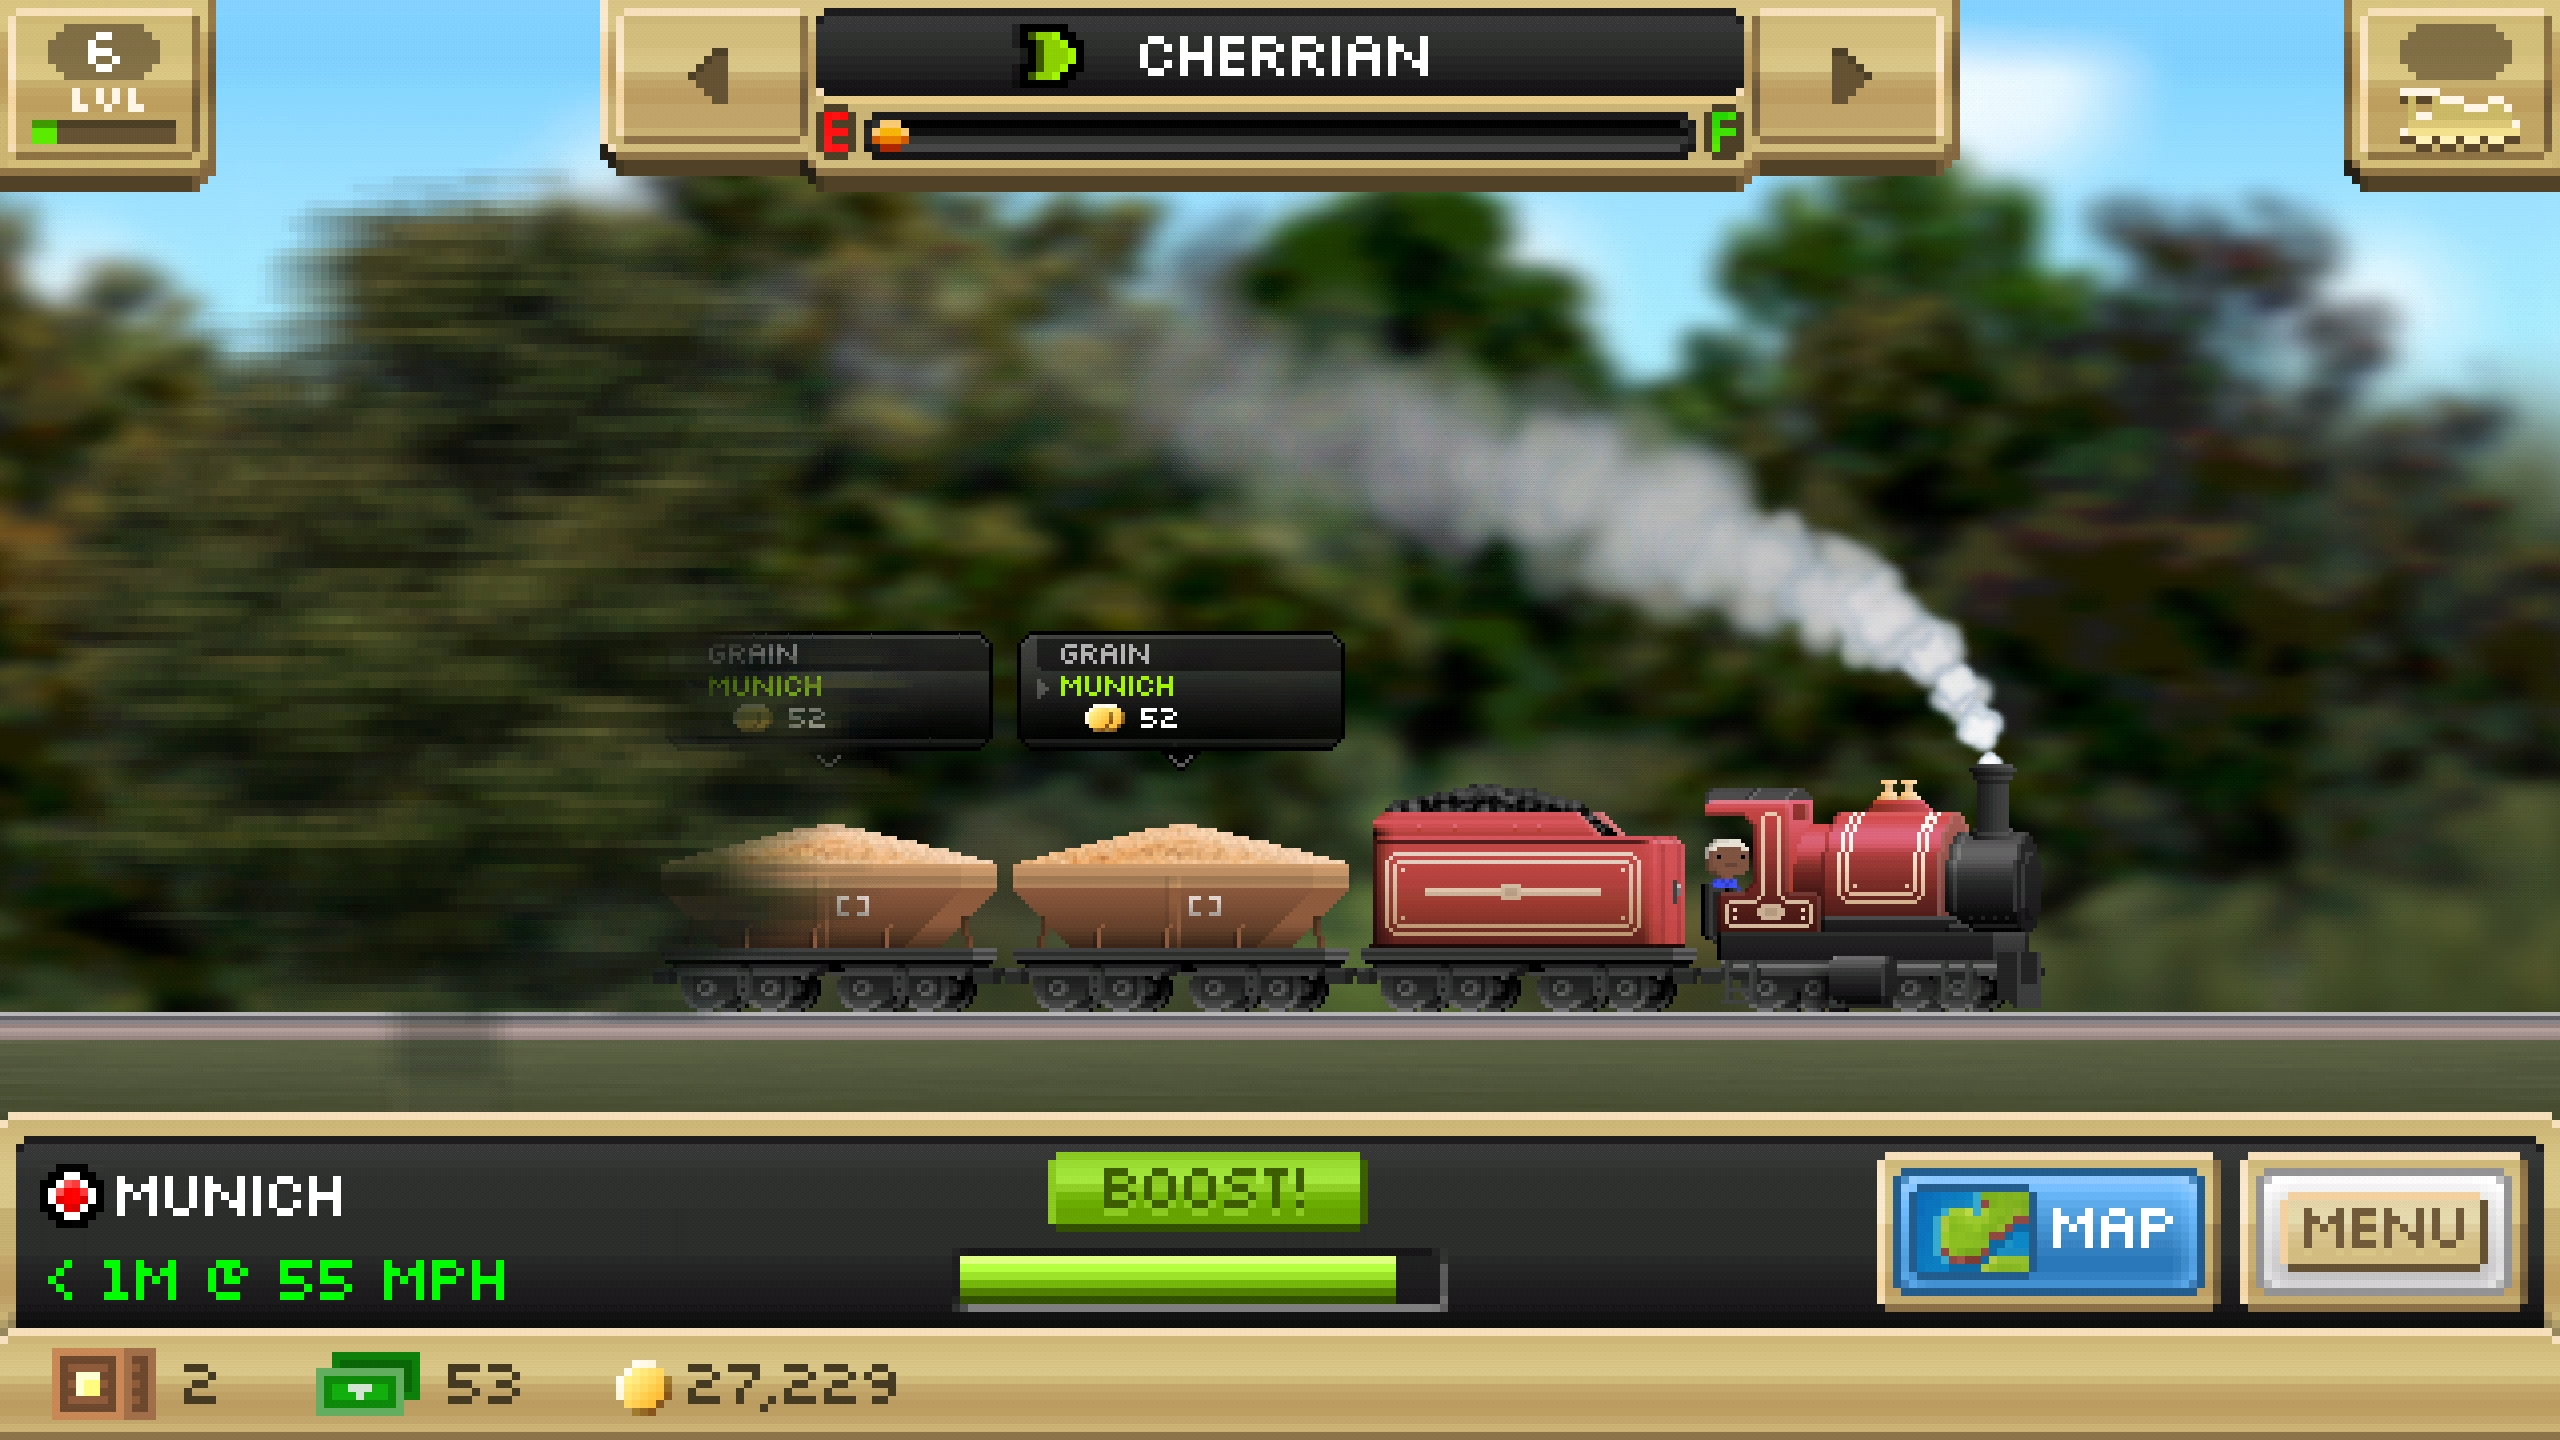 6
LVL
CHERRIAN
E F
GRAIN
MUNICH
52
GRAIN
MUNICH
52
MUNICH
< 1M @ 55 MPH
BOOST!
MAP
MENU
2
53
27,229